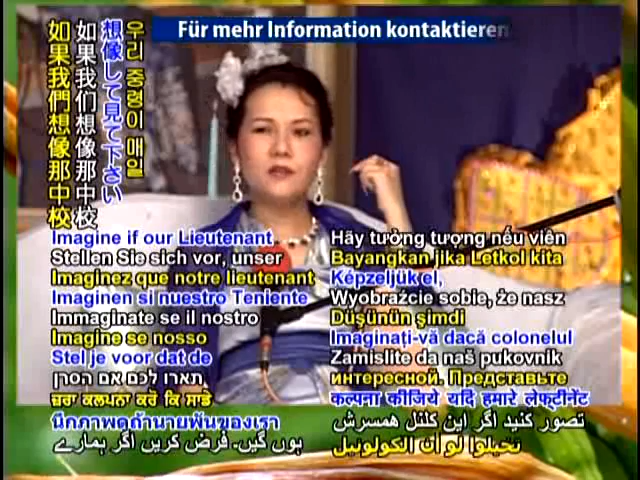 Für mehr Information kontaktieren
우리 중령이 매일
想像して見て下さい
如果我们想像那中校
如果我們想像那中校
Imagine if our Lieutenant
Stellen Sie sich vor, unser
Imaginez que notre lieutenant
Imaginen si nuestro Teniente
Immaginate se il nostro
Imagine se nosso
Stel je voor dat de
תארו לכם אם הסרן
ਜ਼ਰਾ ਕਲਪਨਾ ਕਰੋ ਕਿ ਸਾਡੇ
นึกภาพดูถ้านายพันของเรา
ہوں گیں. فرض کریں اگر ہمارے
Hãy tưởng tượng nếu viên
Bayangkan jika Letkol kita
Képzeljük el,
Wyobraźcie sobie, że nasz
Düşünün şimdi
Imaginaţi-vă dacă colonelul
Zamislite da naš pukovnik
интересной. Представьте
कल्पना कीजिये यदि हमारे लेफ्टीनेंट
تصور کنید اگر این کلنل همسرش
تخيلوا لو أن الكولونيل